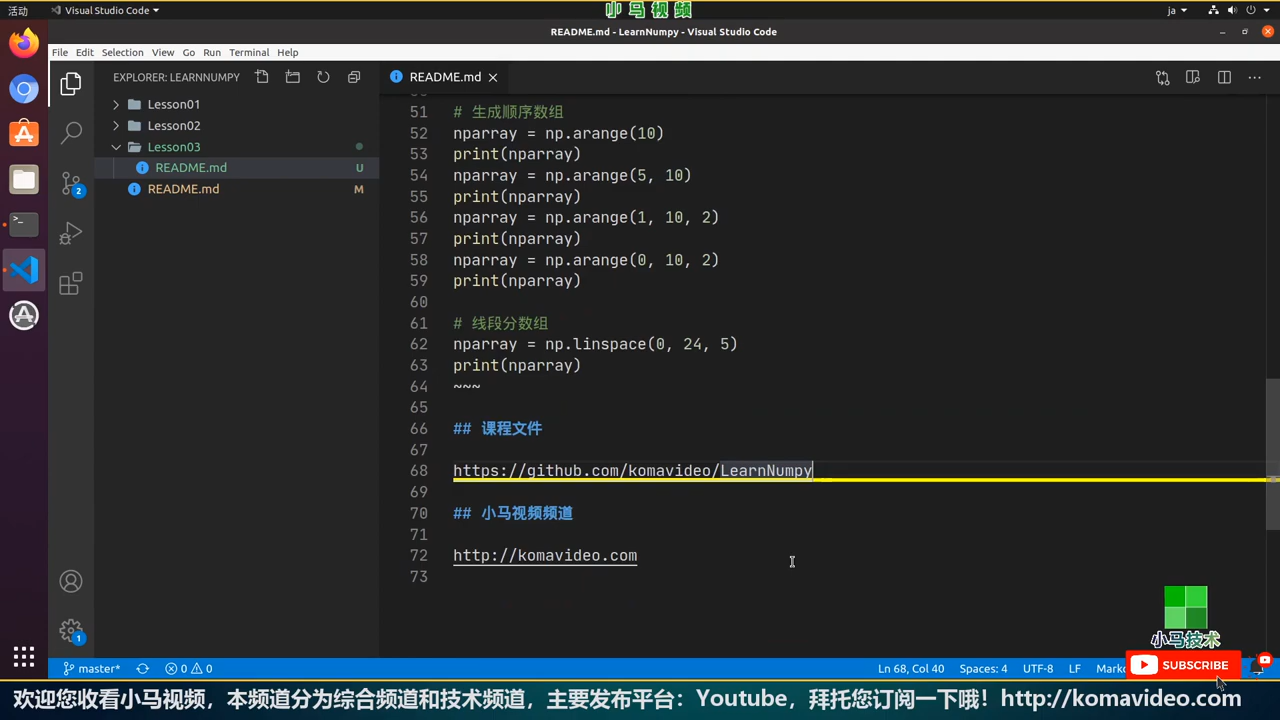 小马视频
活动
Visual Studio Code
ja
README.md - LearnNumpy - Visual Studio Code
File Edit Selection View Go Run Terminal Help
EXPLORER: LEARNNUMPY
README.md
Lesson01
Lesson02
Lesson03
README.md U
README.md M
2
1
51 # 生成顺序数组
52 nparray = np.arange(10)
53 print(nparray)
54 nparray = np.arange(5, 10)
55 print(nparray)
56 nparray = np.arange(1, 10, 2)
57 print(nparray)
58 nparray = np.arange(0, 10, 2)
59 print(nparray)
60
61 # 线段分数组
62 nparray = np.linspace(0, 24, 5)
63 print(nparray)
64 ~~~
65
66 ## 课程文件
67
68 https://github.com/komavideo/LearnNumpy
69
70 ## 小马视频频道
71
72 http://komavideo.com
73
小马技术
SUBSCRIBE
master* 0 0 Ln 68, Col 40 Spaces: 4 UTF-8 LF
欢迎您收看小马视频，本频道分为综合频道和技术频道，主要发布平台：Youtube，拜托您订阅一下哦！http://komavideo.com